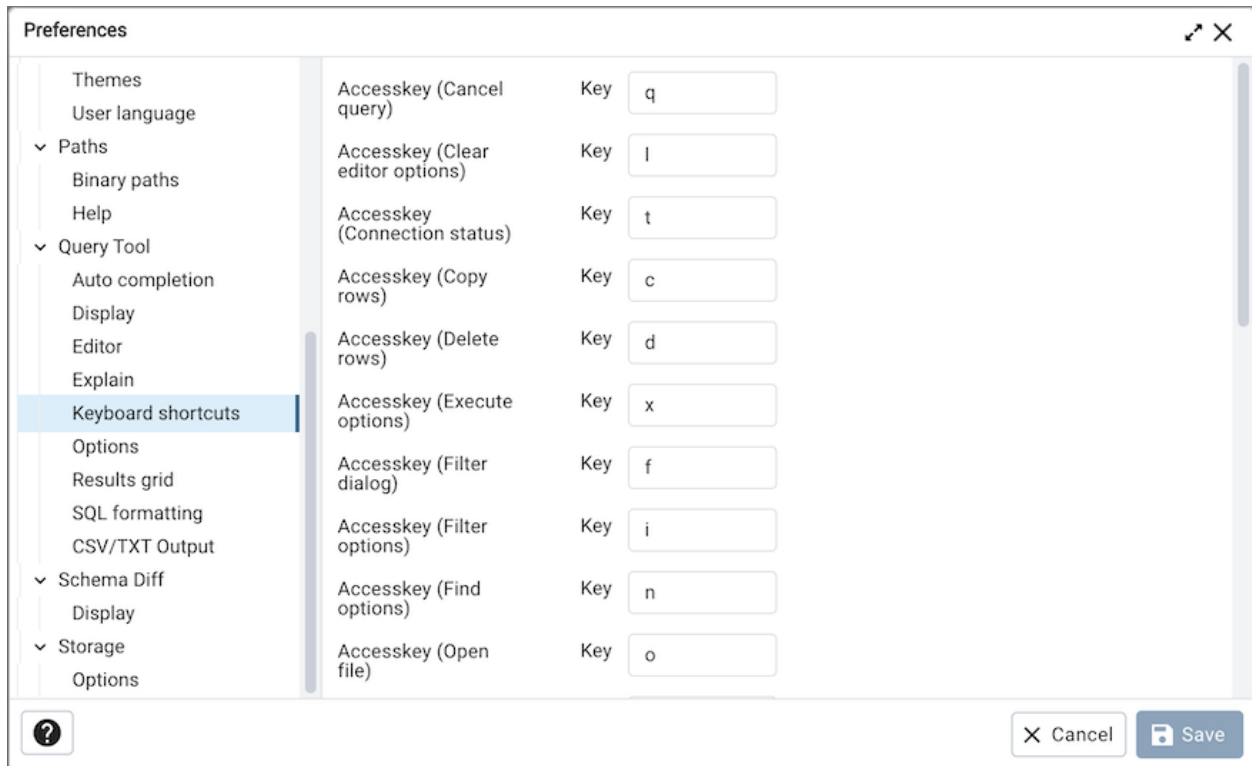 Preferences
Themes
User language
Paths
Binary paths
Help
Query Tool
Auto completion
Display
Editor
Explain
Keyboard shortcuts
Options
Results grid
SQL formatting
CSV/TXT Output
Schema Diff
Display
Storage
Options
Accesskey (Cancel
query)
Key q
Accesskey (Clear
editor options)
Key l
Accesskey
(Connection status)
Key t
Accesskey (Copy
rows)
Key c
Accesskey (Delete
rows)
Key d
Accesskey (Execute
options)
Key x
Accesskey (Filter
dialog)
Key f
Accesskey (Filter
options)
Key i
Accesskey (Find
options)
Key n
Accesskey (Open
file)
Key o
?
Cancel
Save